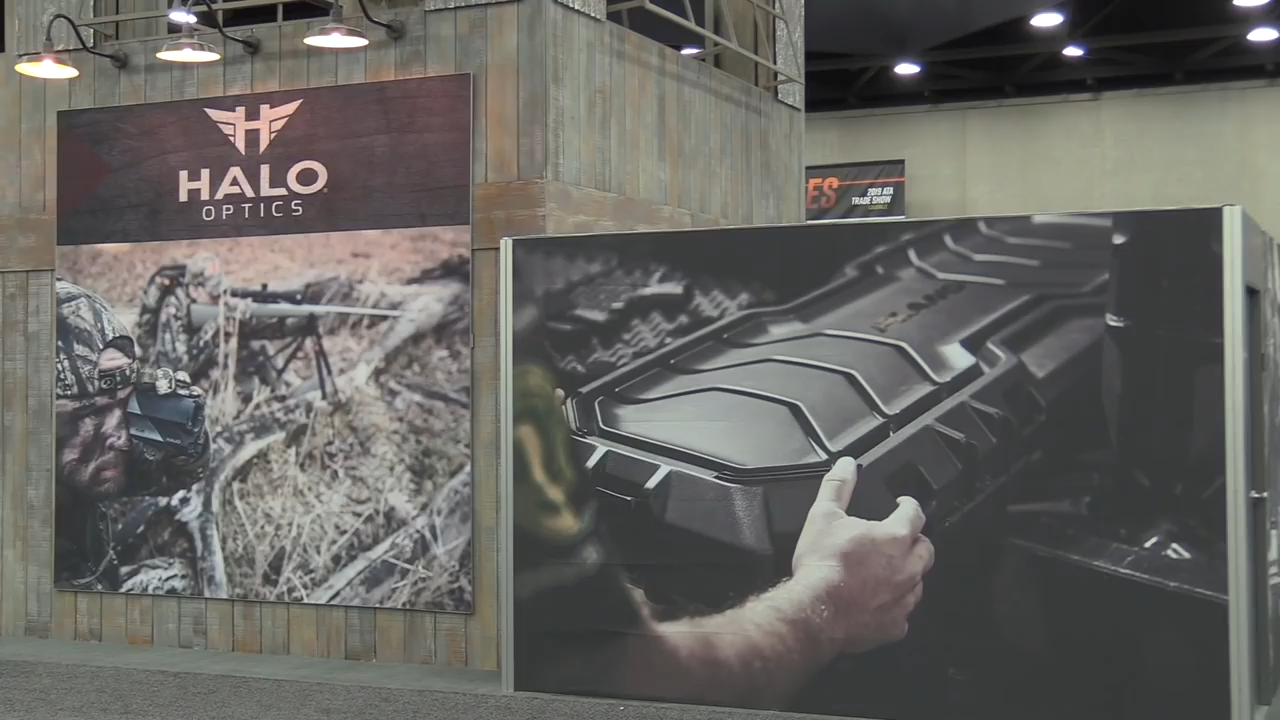 HALO
OPTICS
ES
2019 ATA
TRADE SHOW